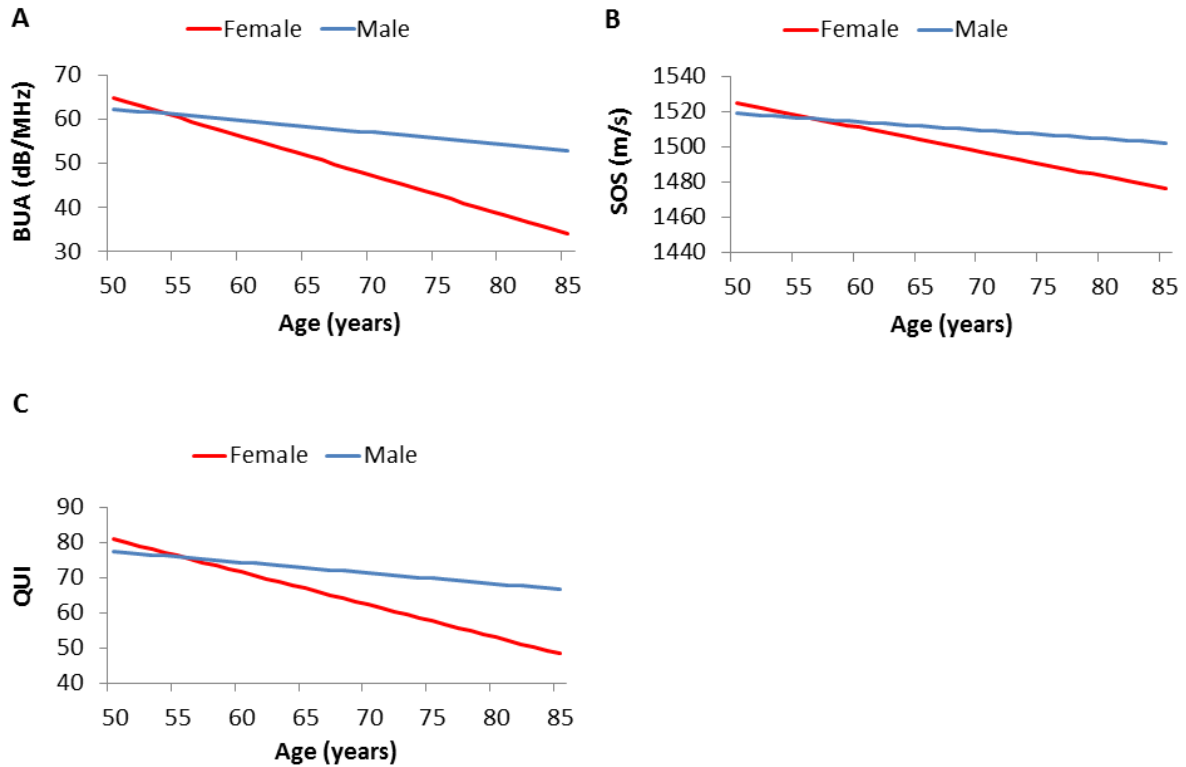 A
Female Male
BUA (dB/MHz)
70
60
50
40
30
50 55 60 65 70 75 80 85
Age (years)
B
Female Male
SOS (m/s)
1540
1520
1500
1480
1460
1440
50 55 60 65 70 75 80 85
Age (years)
C
Female Male
QUI
90
80
70
60
50
40
50 55 60 65 70 75 80 85
Age (years)